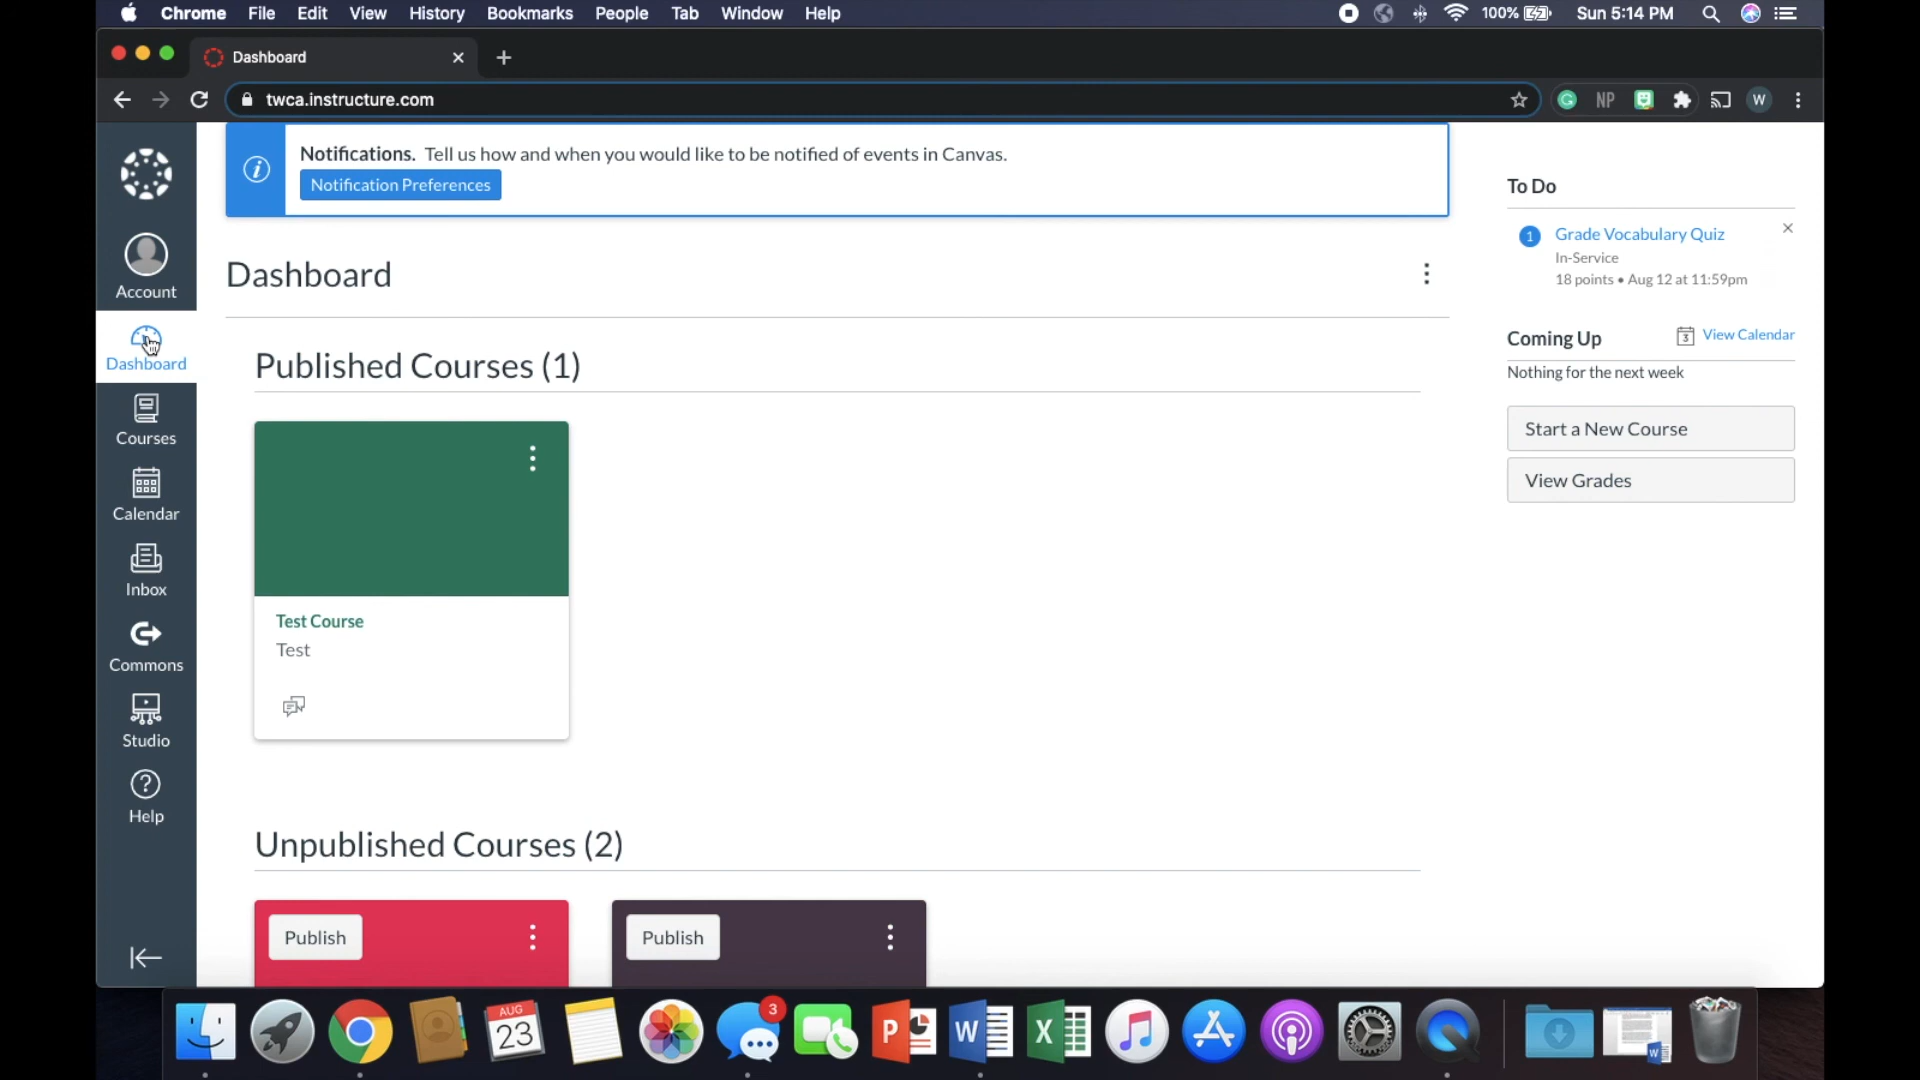 Chrome File Edit View History Bookmarks People Tab Window Help 100% Sun 5:14 PM
Dashboard
twca.instructure.com
NP
W
Notifications. Tell us how and when you would like to be notified of events in Canvas.
Notification Preferences
Account
Dashboard
Courses
Calendar
Inbox
Commons
Studio
Help
Dashboard
Published Courses (1)
Test Course
Test
Unpublished Courses (2)
Publish
Publish
To Do
1 Grade Vocabulary Quiz
In-Service
18 points • Aug 12 at 11:59pm
Coming Up 3 View Calendar
Nothing for the next week
Start a New Course
View Grades
AUG
23
3
P
W
X
W